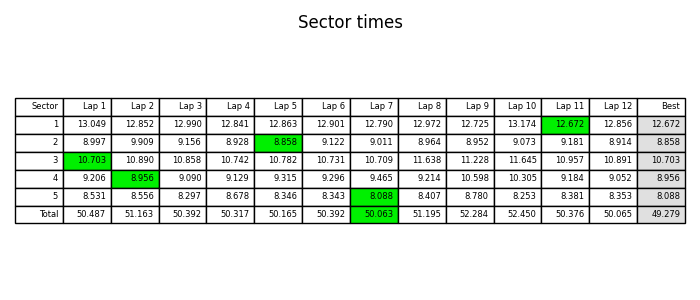 Sector times
Sector Lap 1 Lap 2 Lap 3 Lap 4 Lap 5 Lap 6 Lap 7 Lap 8 Lap 9 Lap 10 Lap 11 Lap 12 Best
1 13.049 12.852 12.990 12.841 12.863 12.901 12.790 12.972 12.725 13.174 12.672 12.856 12.672
2 8.997 9.909 9.156 8.928 8.858 9.122 9.011 8.964 8.952 9.073 9.181 8.914 8.858
3 10.703 10.890 10.858 10.742 10.782 10.731 10.709 11.638 11.228 11.645 10.957 10.891 10.703
4 9.206 8.956 9.090 9.129 9.315 9.296 9.465 9.214 10.598 10.305 9.184 9.052 8.956
5 8.531 8.556 8.297 8.678 8.346 8.343 8.088 8.407 8.780 8.253 8.381 8.353 8.088
Total 50.487 51.163 50.392 50.317 50.165 50.392 50.063 51.195 52.284 52.450 50.376 50.065 49.279